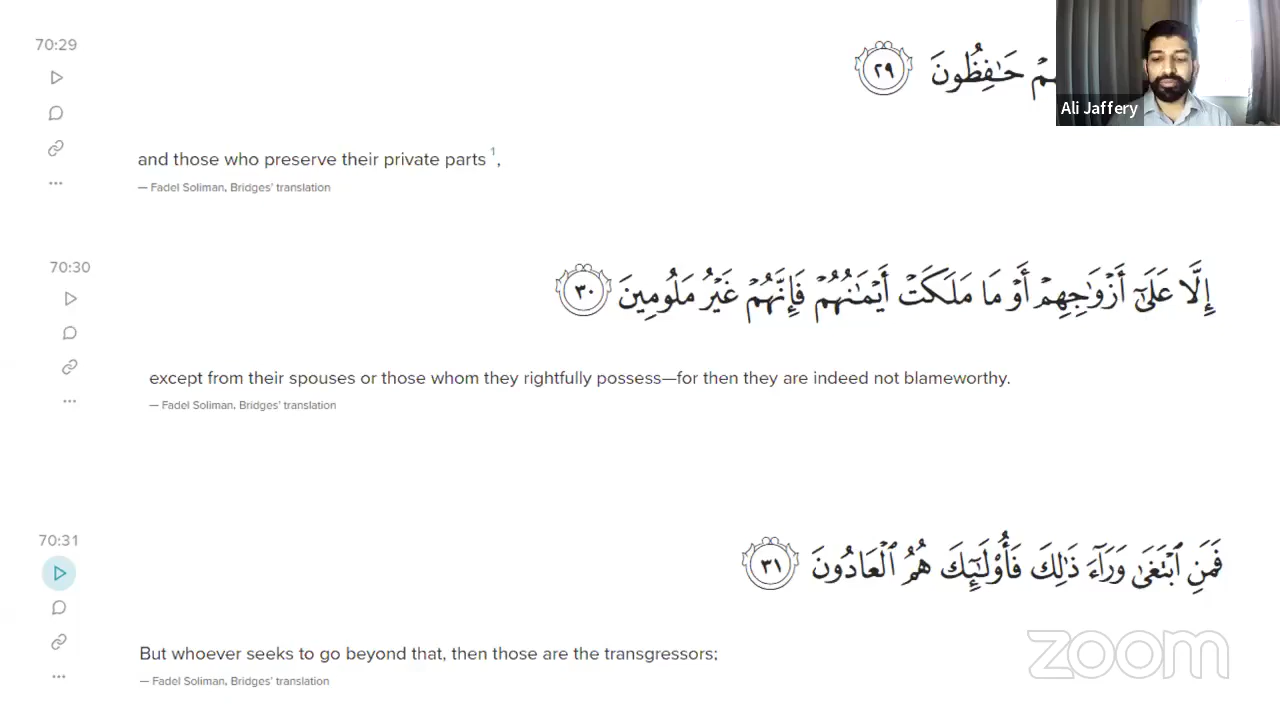 70:29
حَـٰفِظُونَ ٢٩
Ali Jaffery
and those who preserve their private parts 1,
— Fadel Soliman, Bridges' translation
70:30
إِلَّا عَلَىٰٓ أَزْوَٰجِهِمْ أَوْ مَا مَلَكَتْ أَيْمَـٰنُهُمْ فَإِنَّهُمْ غَيْرُ مَلُومِينَ ٣٠
except from their spouses or those whom they rightfully possess—for then they are indeed not blameworthy.
— Fadel Soliman, Bridges' translation
70:31
فَمَنِ ٱبْتَغَىٰ وَرَآءَ ذَٰلِكَ فَأُو۟لَـٰٓئِكَ هُمُ ٱلْعَادُونَ ٣١
But whoever seeks to go beyond that, then those are the transgressors;
— Fadel Soliman, Bridges' translation
zoom